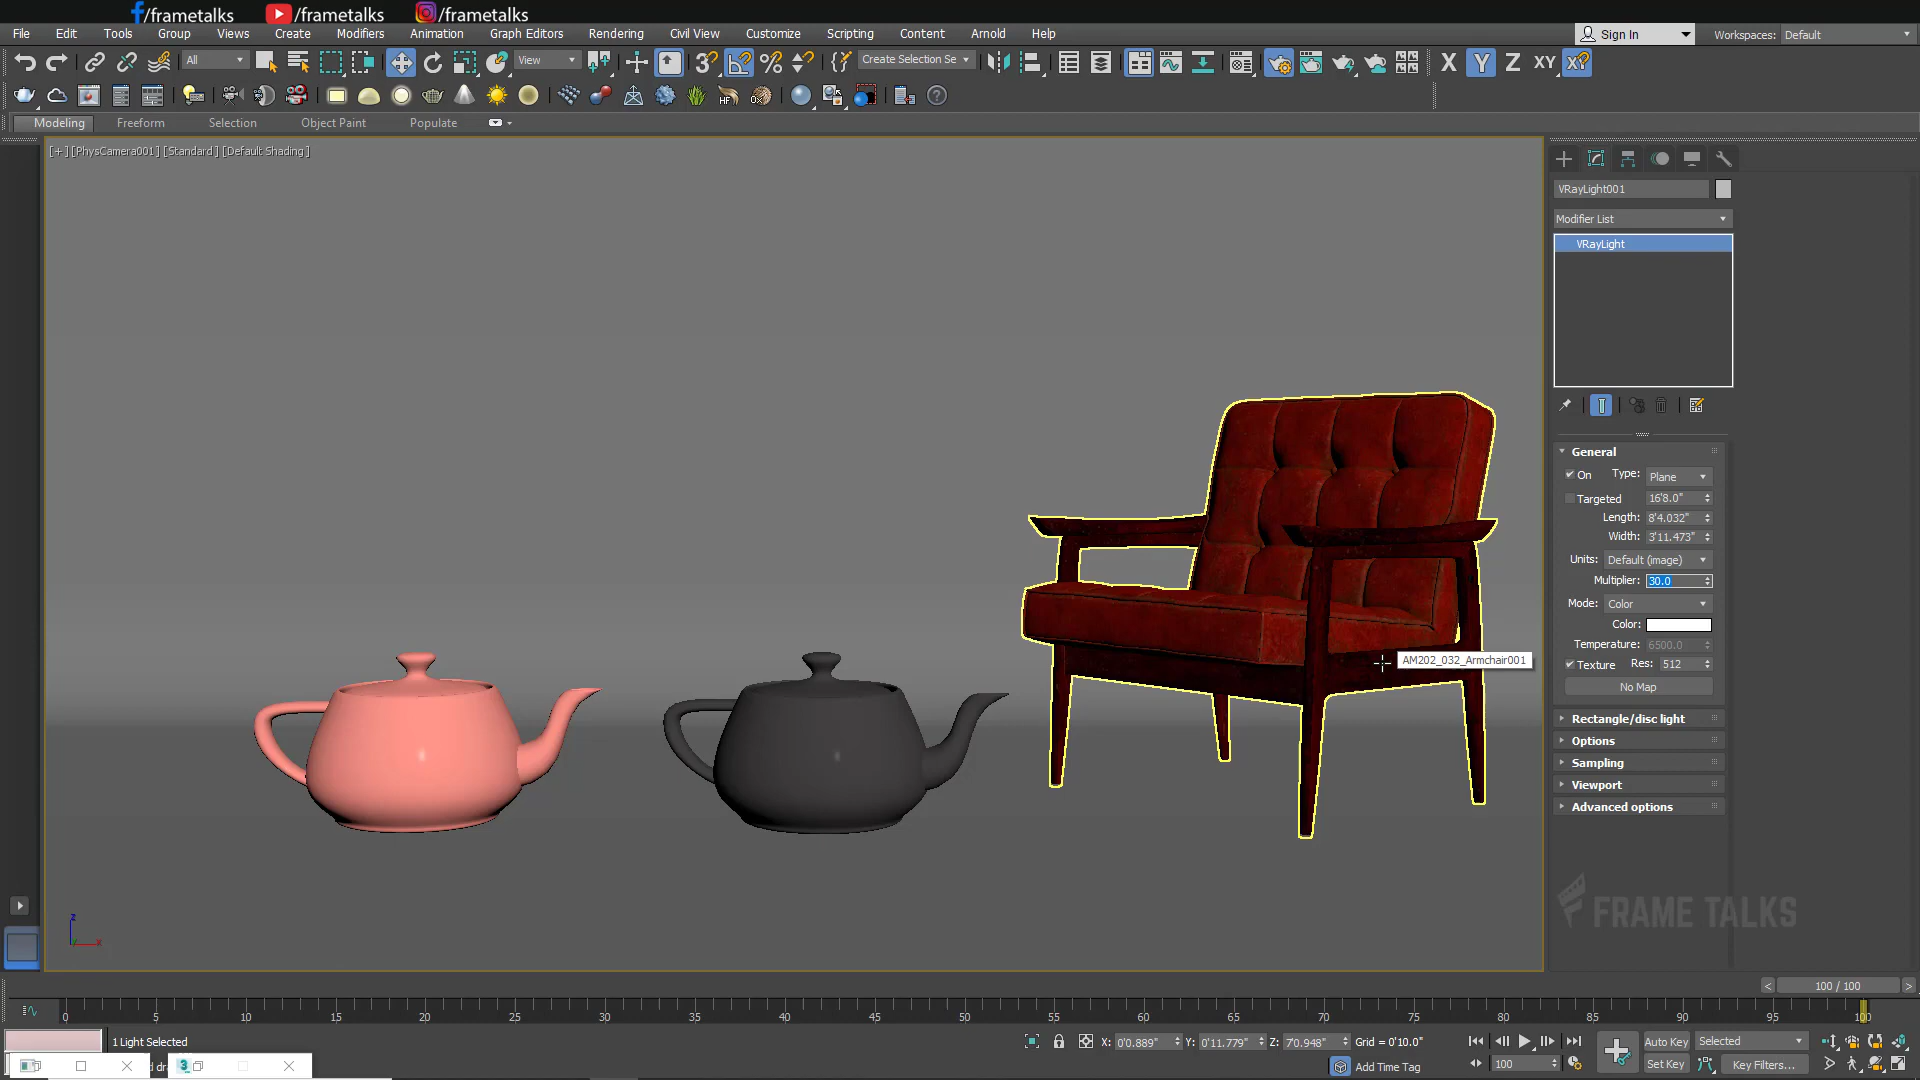 /frametalks /frametalks /frametalks
File Edit Tools Group Views Create Modifiers Animation Graph Editors Rendering Civil View Customize Scripting Content Arnold Help Sign In Workspaces: Default
All View 3 Create Selection Se X Y Z XY
HF OX
Modeling Freeform Selection Object Paint Populate
[+] [PhysCamera001] [Standard] [Default Shading]
VRayLight001
Modifier List
VRayLight
General
On Type: Plane
Targeted 16'8.0"
Length: 8'4.032"
Width: 3'11.473"
Units: Default (image)
Multiplier: 30.0
Mode: Color
Color:
Temperature: 6500.0
Texture Res: 512
No Map
Rectangle/disc light
Options
Sampling
Viewport
Advanced options
AM202_032_Armchair001
FRAME TALKS
z
x
< 100 / 100 >
0 5 10 15 20 25 30 35 40 45 50 55 60 65 70 75 80 85 90 95 100
1 Light Selected X: 0'0.889" Y: 0'11.779" Z: 7'0.948" Grid = 0'10.0" Auto Key Selected
3 Add Time Tag 100 Set Key Key Filters...